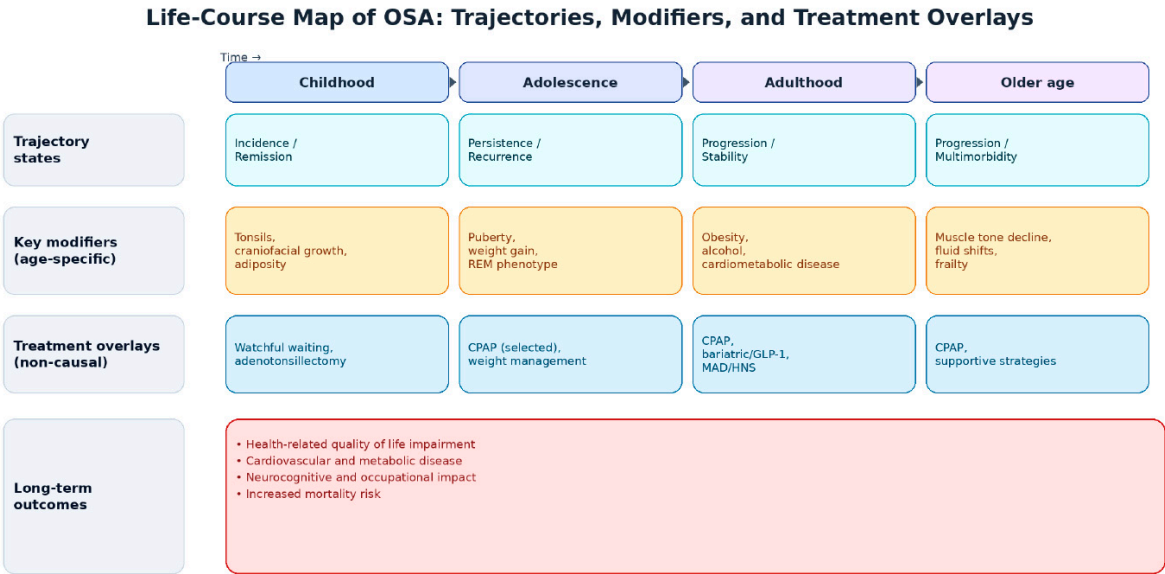 Life-Course Map of OSA: Trajectories, Modifiers, and Treatment Overlays
Time →
Childhood
Adolescence
Adulthood
Older age
Trajectory
states
Incidence /
Remission
Persistence /
Recurrence
Progression /
Stability
Progression /
Multimorbidity
Key modifiers
(age-specific)
Tonsils,
craniofacial growth,
adiposity
Puberty,
weight gain,
REM phenotype
Obesity,
alcohol,
cardiometabolic disease
Muscle tone decline,
fluid shifts,
frailty
Treatment overlays
(non-causal)
Watchful waiting,
adenotonsillectomy
CPAP (selected),
weight management
CPAP,
bariatric/GLP-1,
MAD/HNS
CPAP,
supportive strategies
Long-term
outcomes
• Health-related quality of life impairment
• Cardiovascular and metabolic disease
• Neurocognitive and occupational impact
• Increased mortality risk